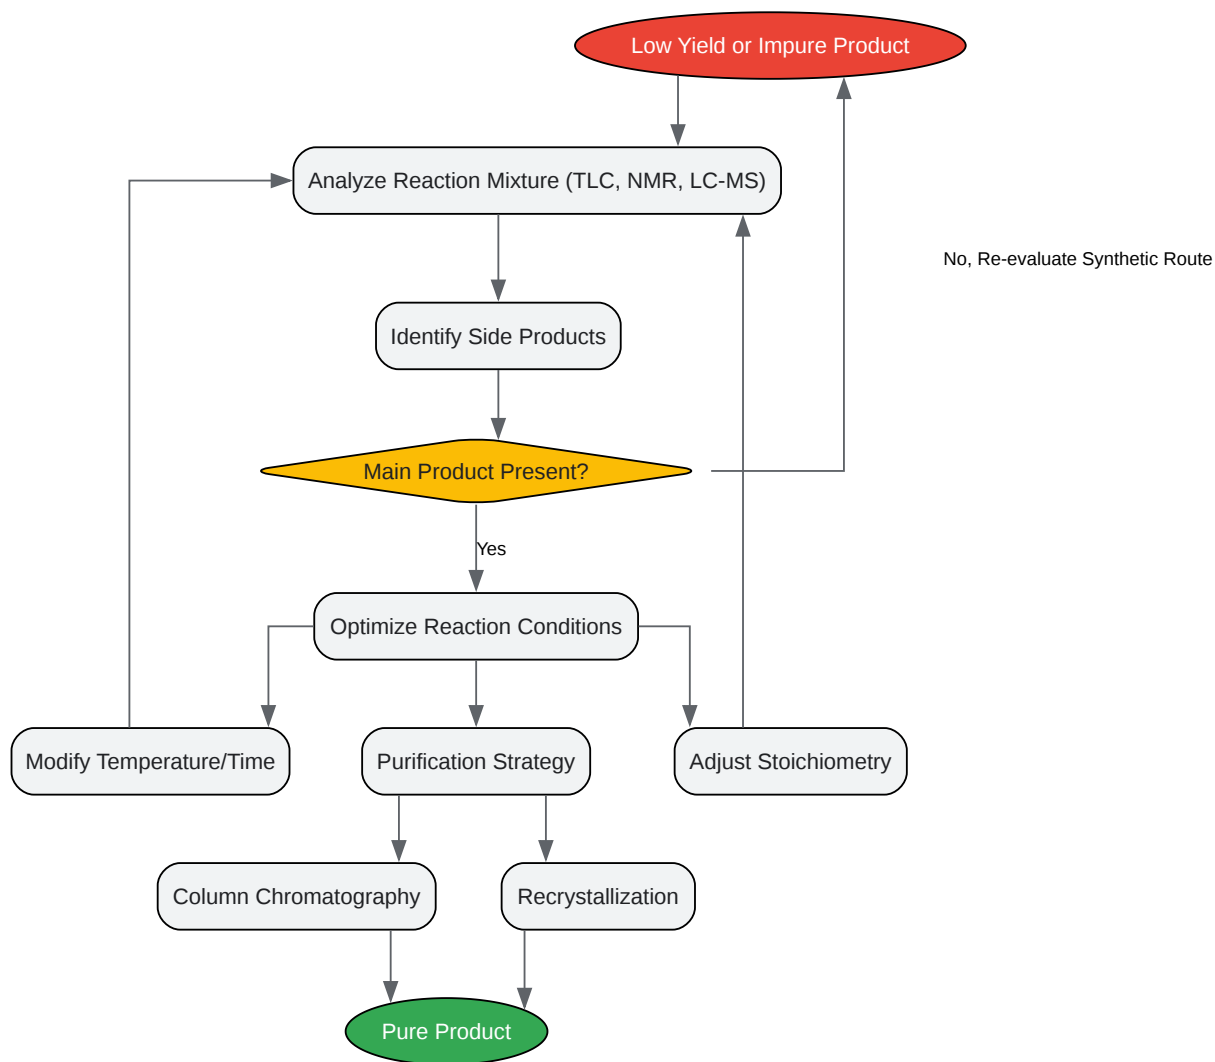 Low Yield or Impure Product
Analyze Reaction Mixture (TLC, NMR, LC-MS)
No, Re-evaluate Synthetic Route
Identify Side Products
Main Product Present?
Yes
Optimize Reaction Conditions
Modify Temperature/Time
Purification Strategy
Adjust Stoichiometry
Column Chromatography
Recrystallization
Pure Product